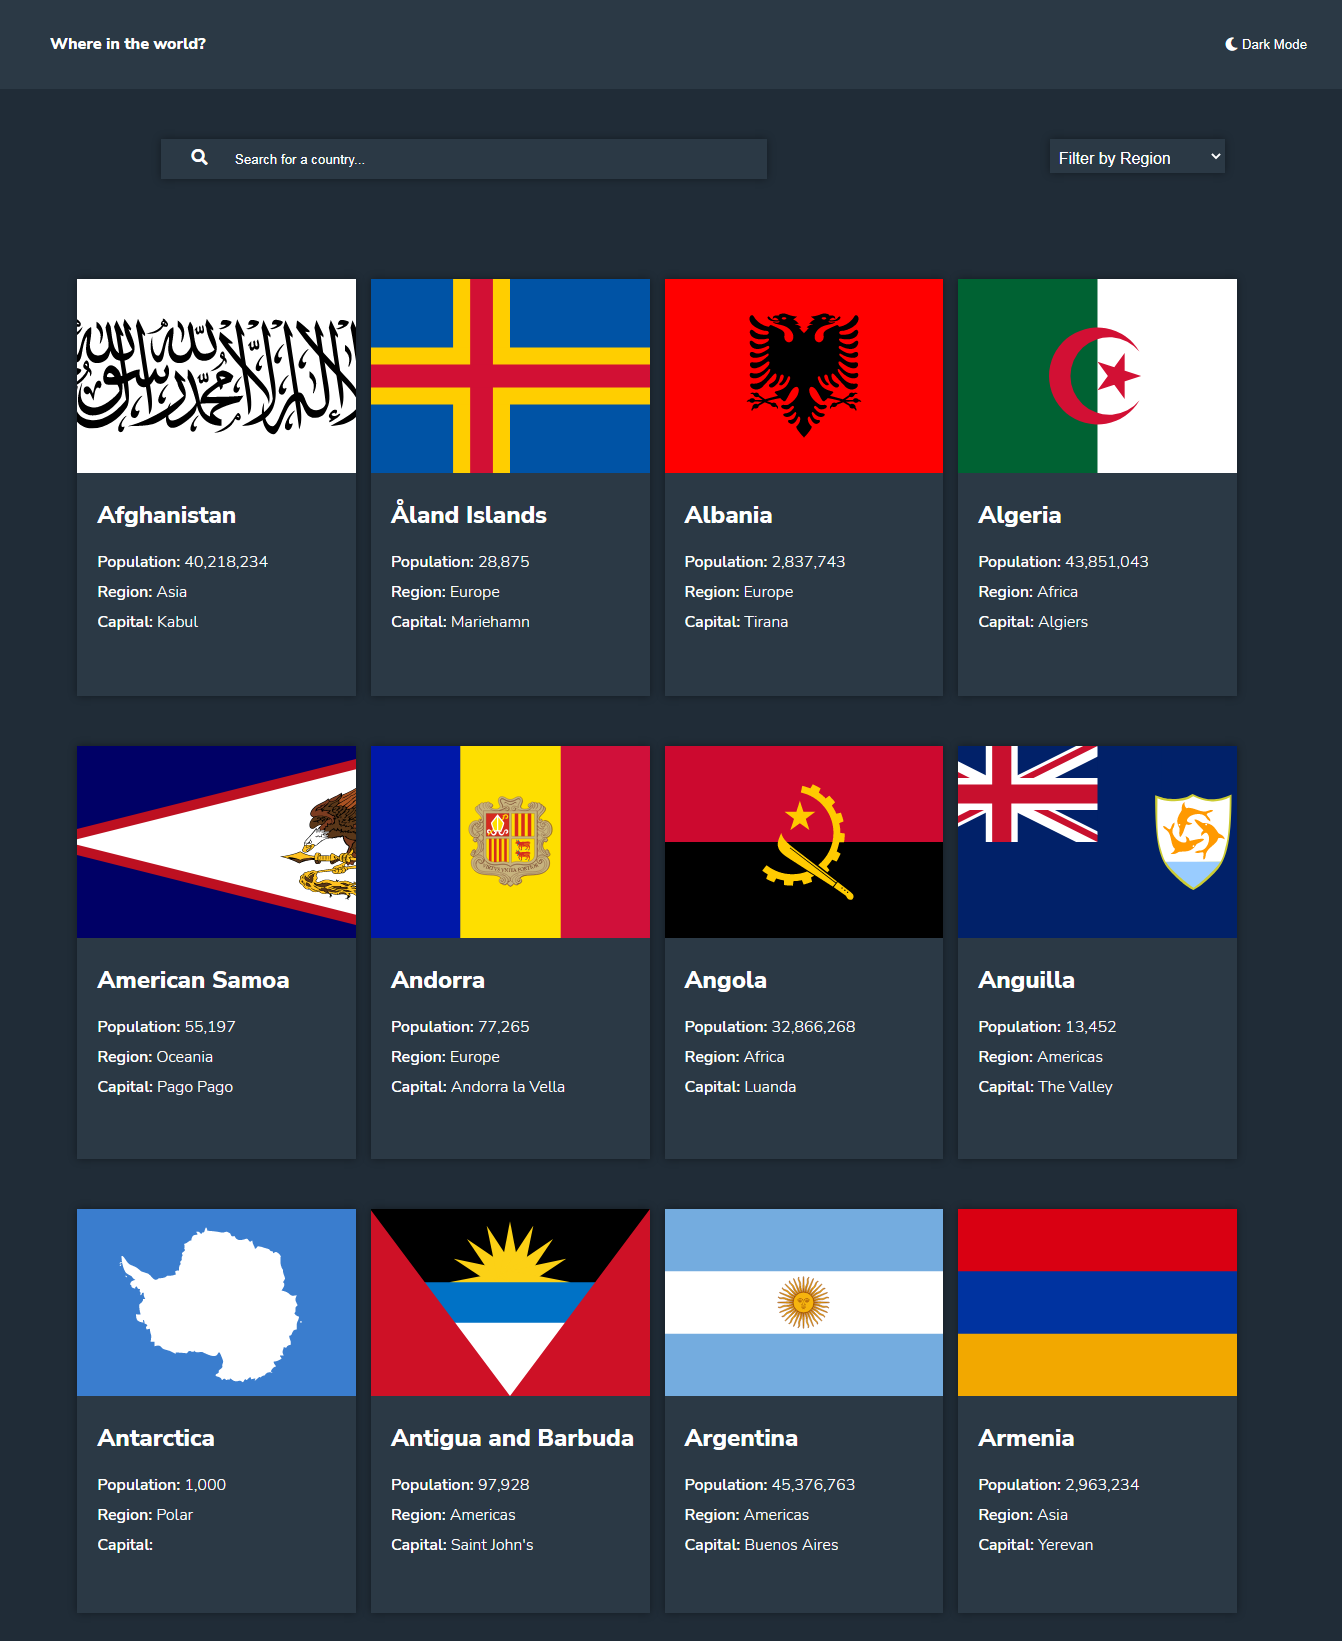 Where in the world?
Dark Mode
Search for a country...
Filter by Region
Afghanistan
Population: 40,218,234
Region: Asia
Capital: Kabul
Åland Islands
Population: 28,875
Region: Europe
Capital: Mariehamn
Albania
Population: 2,837,743
Region: Europe
Capital: Tirana
Algeria
Population: 43,851,043
Region: Africa
Capital: Algiers
American Samoa
Population: 55,197
Region: Oceania
Capital: Pago Pago
Andorra
Population: 77,265
Region: Europe
Capital: Andorra la Vella
Angola
Population: 32,866,268
Region: Africa
Capital: Luanda
Anguilla
Population: 13,452
Region: Americas
Capital: The Valley
Antarctica
Population: 1,000
Region: Polar
Capital:
Antigua and Barbuda
Population: 97,928
Region: Americas
Capital: Saint John's
Argentina
Population: 45,376,763
Region: Americas
Capital: Buenos Aires
Armenia
Population: 2,963,234
Region: Asia
Capital: Yerevan